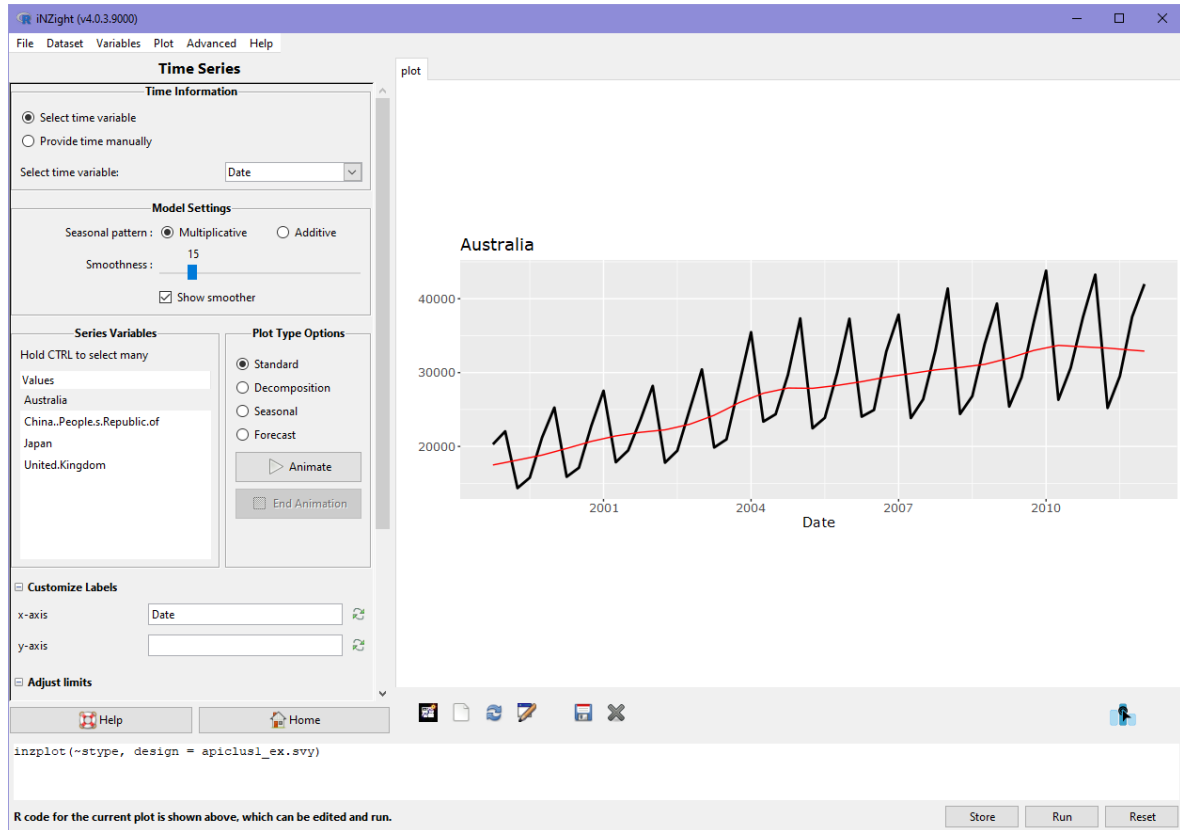 iNZight (v4.0.3.9000)
File Dataset Variables Plot Advanced Help
Time Series
Time Information
Select time variable
Provide time manually
Select time variable: Date
Model Settings
Seasonal pattern : Multiplicative Additive
15
Smoothness :
Show smoother
Series Variables
Hold CTRL to select many
Values
Australia
China..People.s.Republic.of
Japan
United.Kingdom
Plot Type Options
Standard
Decomposition
Seasonal
Forecast
Animate
End Animation
Customize Labels
x-axis Date
y-axis
Adjust limits
Help Home
plot
Australia
40000
30000
20000
2001 2004 2007 2010
Date
inzplot(~stype, design = apiclus1_ex.svy)
R code for the current plot is shown above, which can be edited and run.
Store Run Reset